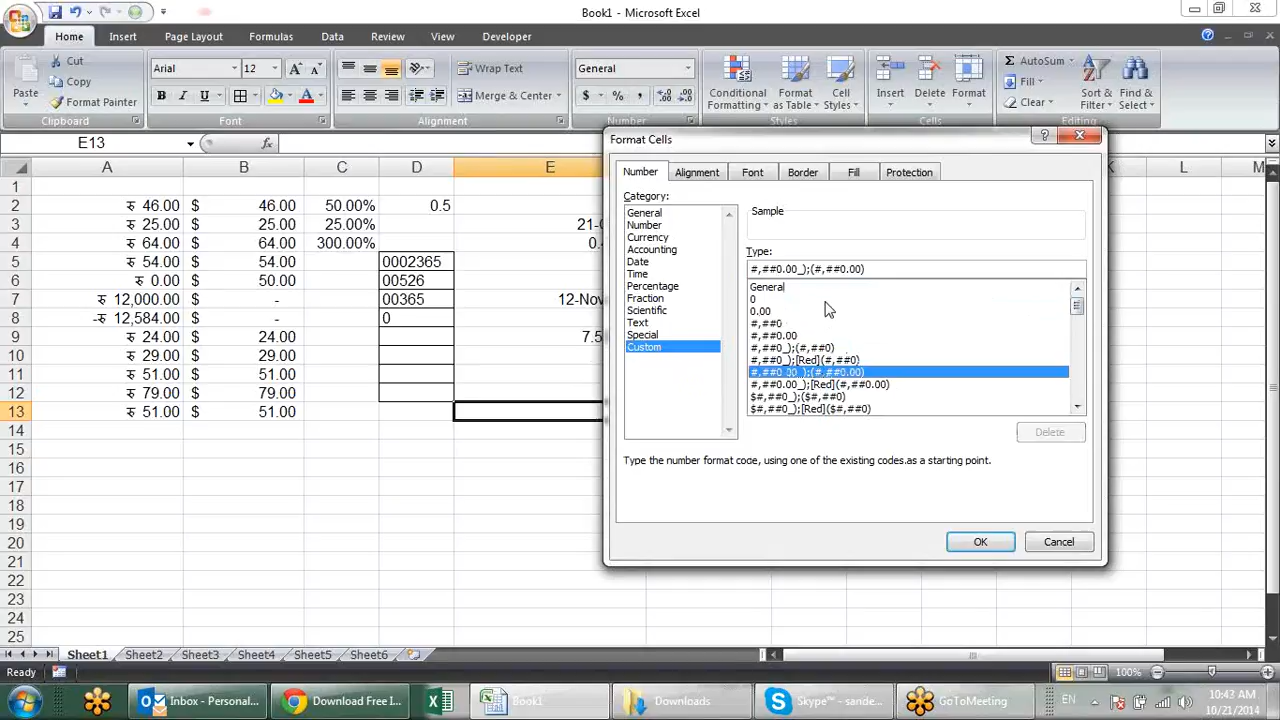 Book1 - Microsoft Excel
Home Insert Page Layout Formulas Data Review View Developer
Cut
Copy
Format Painter
Paste
Clipboard
Arial 12
B I U
Font
Wrap Text
Merge & Center
Alignment
General
$ % ,
Number
Conditional Formatting
Format as Table
Cell Styles
Styles
Insert Delete Format
Cells
AutoSum
Fill
Clear
Sort & Filter
Find & Select
Editing
E13
fx
A B C D E K L M
1
2 रु 46.00 $ 46.00 50.00% 0.5
3 रु 25.00 $ 25.00 25.00% 21-
4 रु 64.00 $ 64.00 300.00% 0.
5 रु 54.00 $ 54.00 0002365
6 रु 0.00 $ 50.00 00526
7 रु 12,000.00 $ - 00365 12-Nov
8 -रु 12,584.00 $ - 0
9 रु 24.00 $ 24.00 7.5
10 रु 29.00 $ 29.00
11 रु 51.00 $ 51.00
12 रु 79.00 $ 79.00
13 रु 51.00 $ 51.00
14
15
16
17
18
19
20
21
22
23
24
25
Format Cells
Number Alignment Font Border Fill Protection
Category:
General
Number
Currency
Accounting
Date
Time
Percentage
Fraction
Scientific
Text
Special
Custom
Sample
Type:
#,##0.00_);(#,##0.00)
General
0
0.00
#,##0
#,##0.00
#,##0_);(#,##0)
#,##0_);[Red](#,##0)
#,##0.00_);(#,##0.00)
#,##0.00_);[Red](#,##0.00)
$#,##0_);($#,##0)
$#,##0_);[Red]($#,##0)
Delete
Type the number format code, using one of the existing codes as a starting point.
OK Cancel
Sheet1 Sheet2 Sheet3 Sheet4 Sheet5 Sheet6
Ready 100%
Inbox - Personal... Download Free I... Book1 Downloads Skype™ - sande... GoToMeeting EN
10:43 AM
10/21/2014